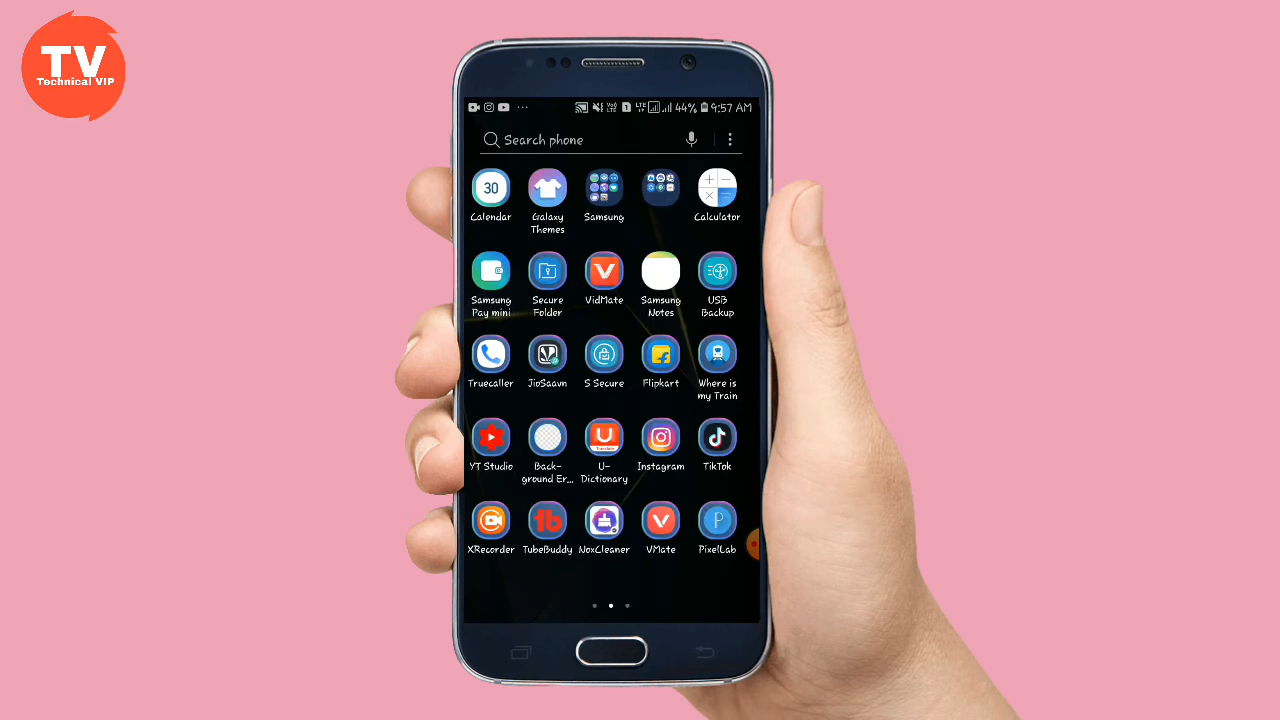 TV
Technical VIP
44% 9:57 AM
Search phone
30
Calendar
Galaxy
Themes
Samsung
Calculator
Samsung
Pay mini
Secure
Folder
VidMate
Samsung
Notes
USB
Backup
Truecaller
JioSaavn
S Secure
Flipkart
Where is
my Train
YT Studio
Back-
ground Er...
U
Translate
U-
Dictionary
Instagram
TikTok
XRecorder
tb
TubeBuddy
NoxCleaner
VMate
P
PixelLab